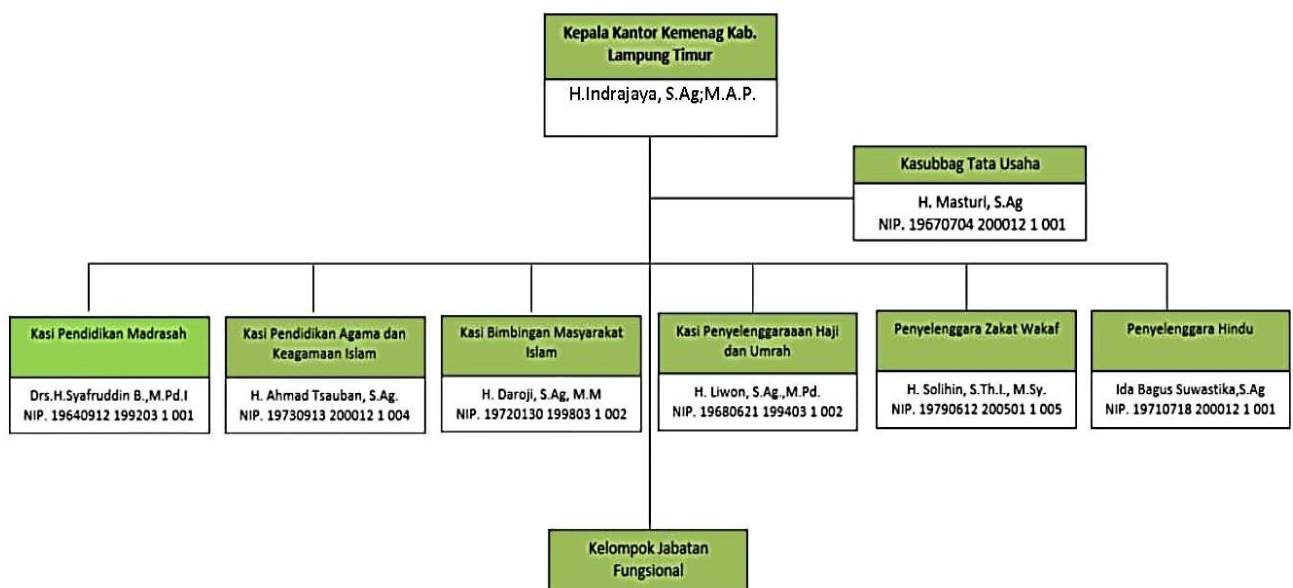 Kepala Kantor Kemenag Kab.
Lampung Timur
H.Indrajaya, S.Ag;M.A.P.
Kasubbag Tata Usaha
H. Masturi, S.Ag
NIP. 19670704 200012 1 001
Kasi Pendidikan Madrasah
Drs.H.Syafruddin B.,M.Pd.I
NIP. 19640912 199203 1 001
Kasi Pendidikan Agama dan
Keagamaan Islam
H. Ahmad Tsauban, S.Ag.
NIP. 19730913 200012 1 004
Kasi Bimbingan Masyarakat
Islam
H. Daroji, S.Ag, M.M
NIP. 19720130 199803 1 002
Kasi Penyelenggaraaan Haji
dan Umrah
H. Liwon, S.Ag.,M.Pd.
NIP. 19680621 199403 1 002
Penyelenggara Zakat Wakaf
H. Solihin, S.Th.I., M.Sy.
NIP. 19790612 200501 1 005
Penyelenggara Hindu
Ida Bagus Suwastika,S.Ag
NIP. 19710718 200012 1 001
Kelompok Jabatan
Fungsional